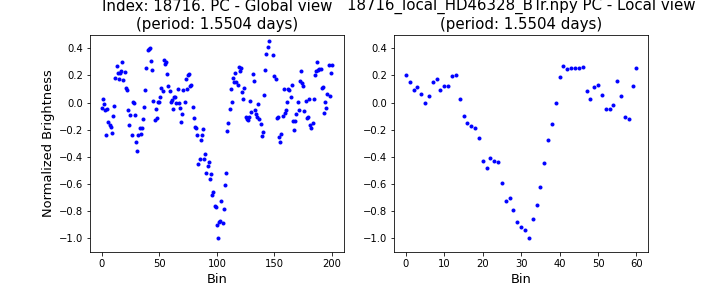 Index: 18716. PC - Global view
(period: 1.5504 days)
18716_local_HD46328_BTr.npy PC - Local view
(period: 1.5504 days)
Normalized Brightness
0.4
0.2
0.0
−0.2
−0.4
−0.6
−0.8
−1.0
0 50 100 150 200
Bin
0.4
0.2
0.0
−0.2
−0.4
−0.6
−0.8
−1.0
0 10 20 30 40 50 60
Bin